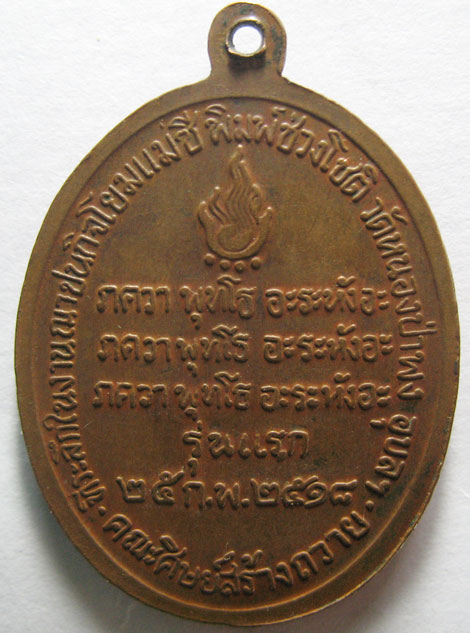 ที่ระลึกในงานฌาปนกิจโยมแม่ชี พิมพ์ช่วงโชติ วัดหนองป่าพง อุบลฯ
ภควา พุทโธ อะระหังอะ
ภควา พุทโธ อะระหังอะ
ภควา พุทโธ อะระหังอะ
รุ่นแรก
๒๕ ก.พ. ๒๕๑๘
คณะศิษย์สร้างถวาย